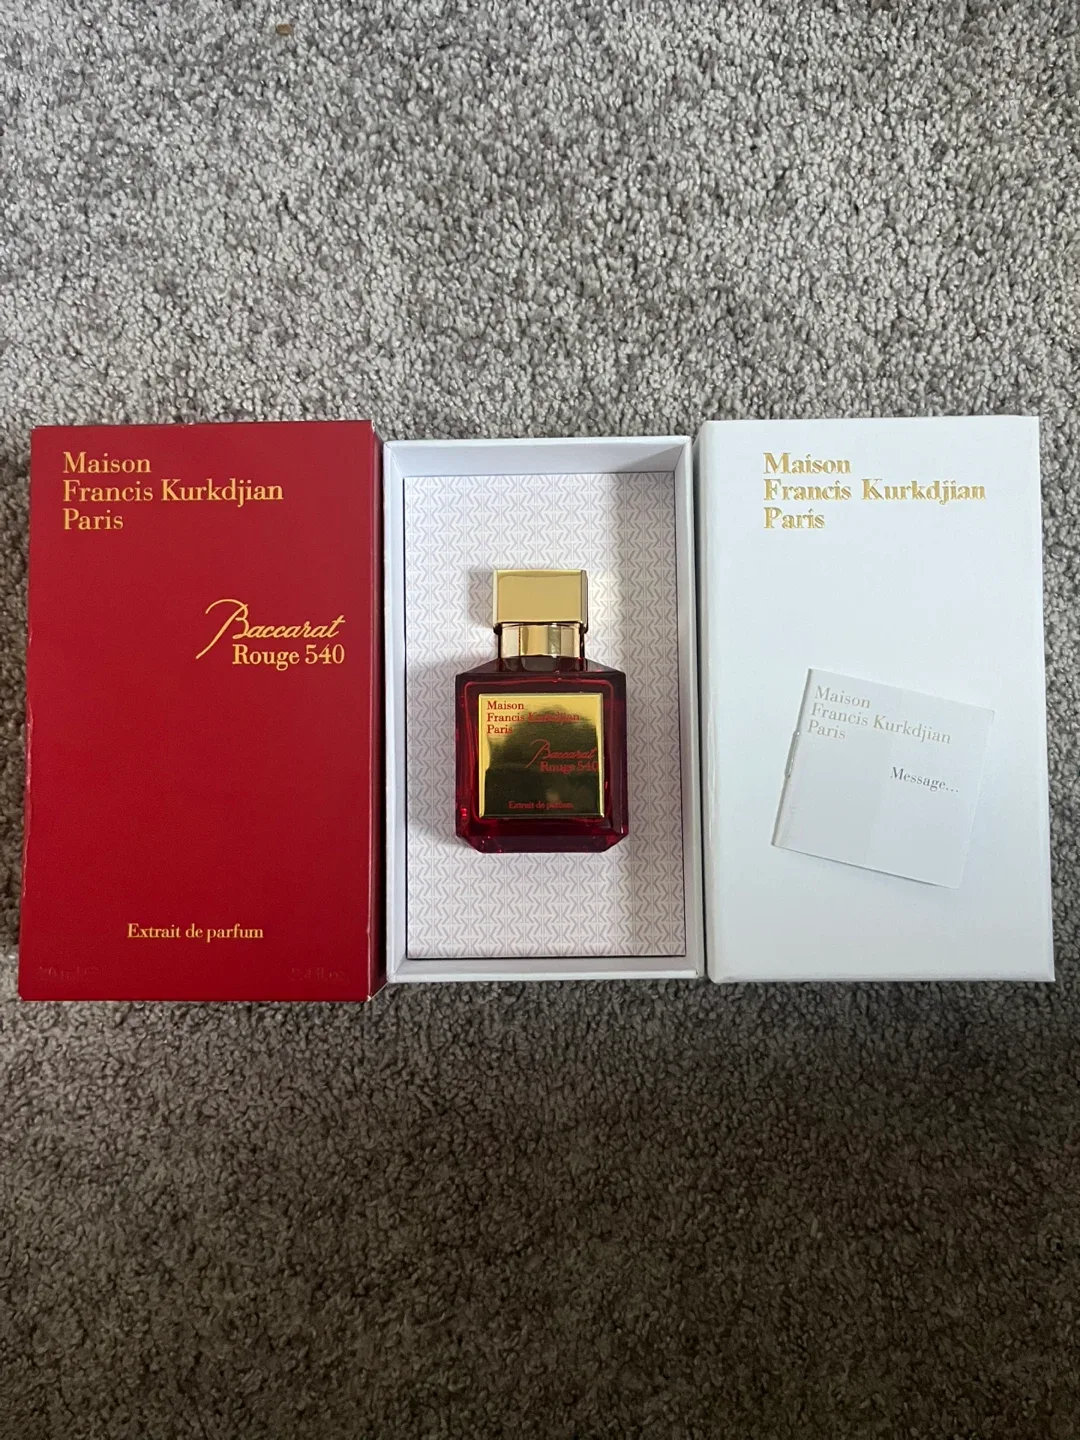 Maison
Francis Kurkdjian
Paris
Baccarat
Rouge 540
Extrait de parfum
Maison
Francis Kurkdjian
Paris
Baccarat
Rouge 540
Extrait de parfum
Maison
Francis Kurkdjian
Paris
Maison
Francis Kurkdjian
Paris
Message...